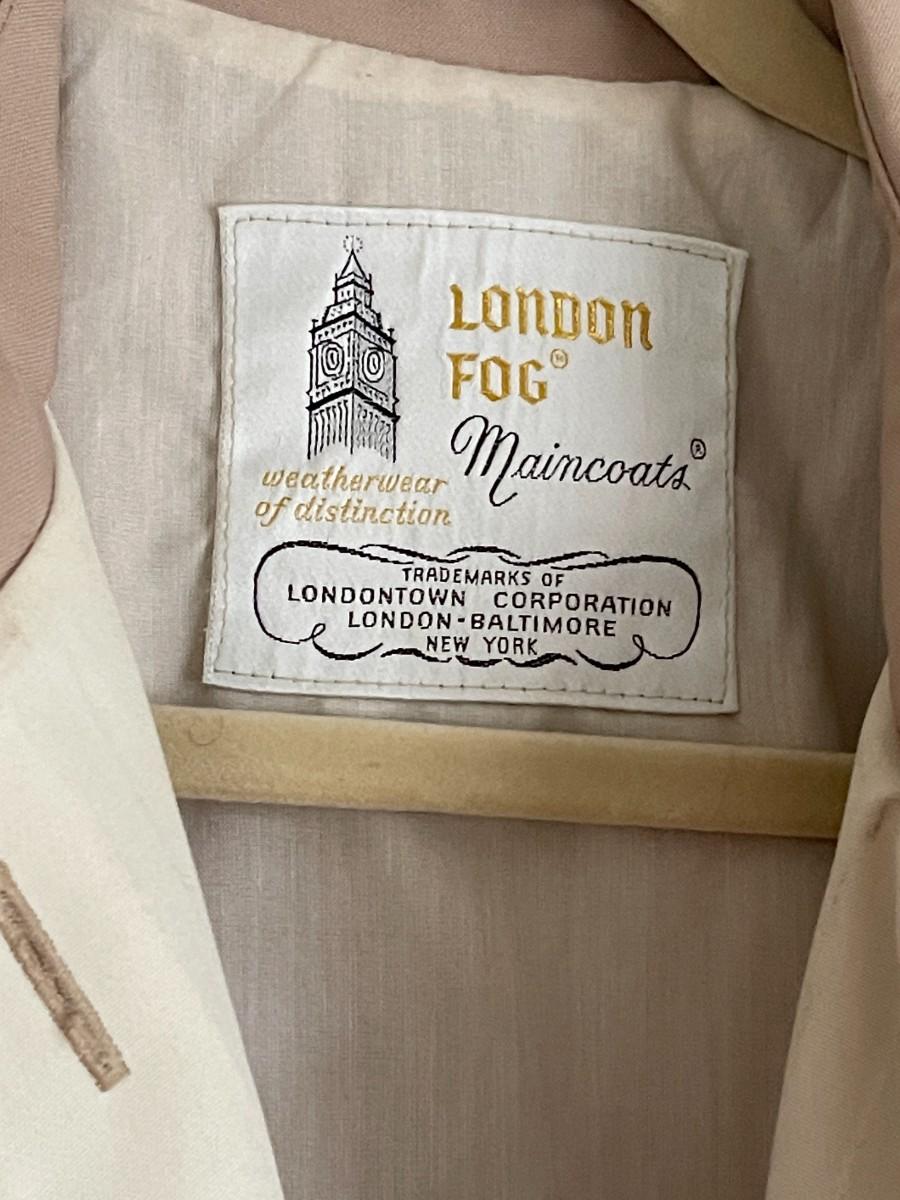 LONDON
FOG®
Maincoats®
weatherwear
of distinction
TRADEMARKS OF
LONDONTOWN CORPORATION
LONDON-BALTIMORE
NEW YORK